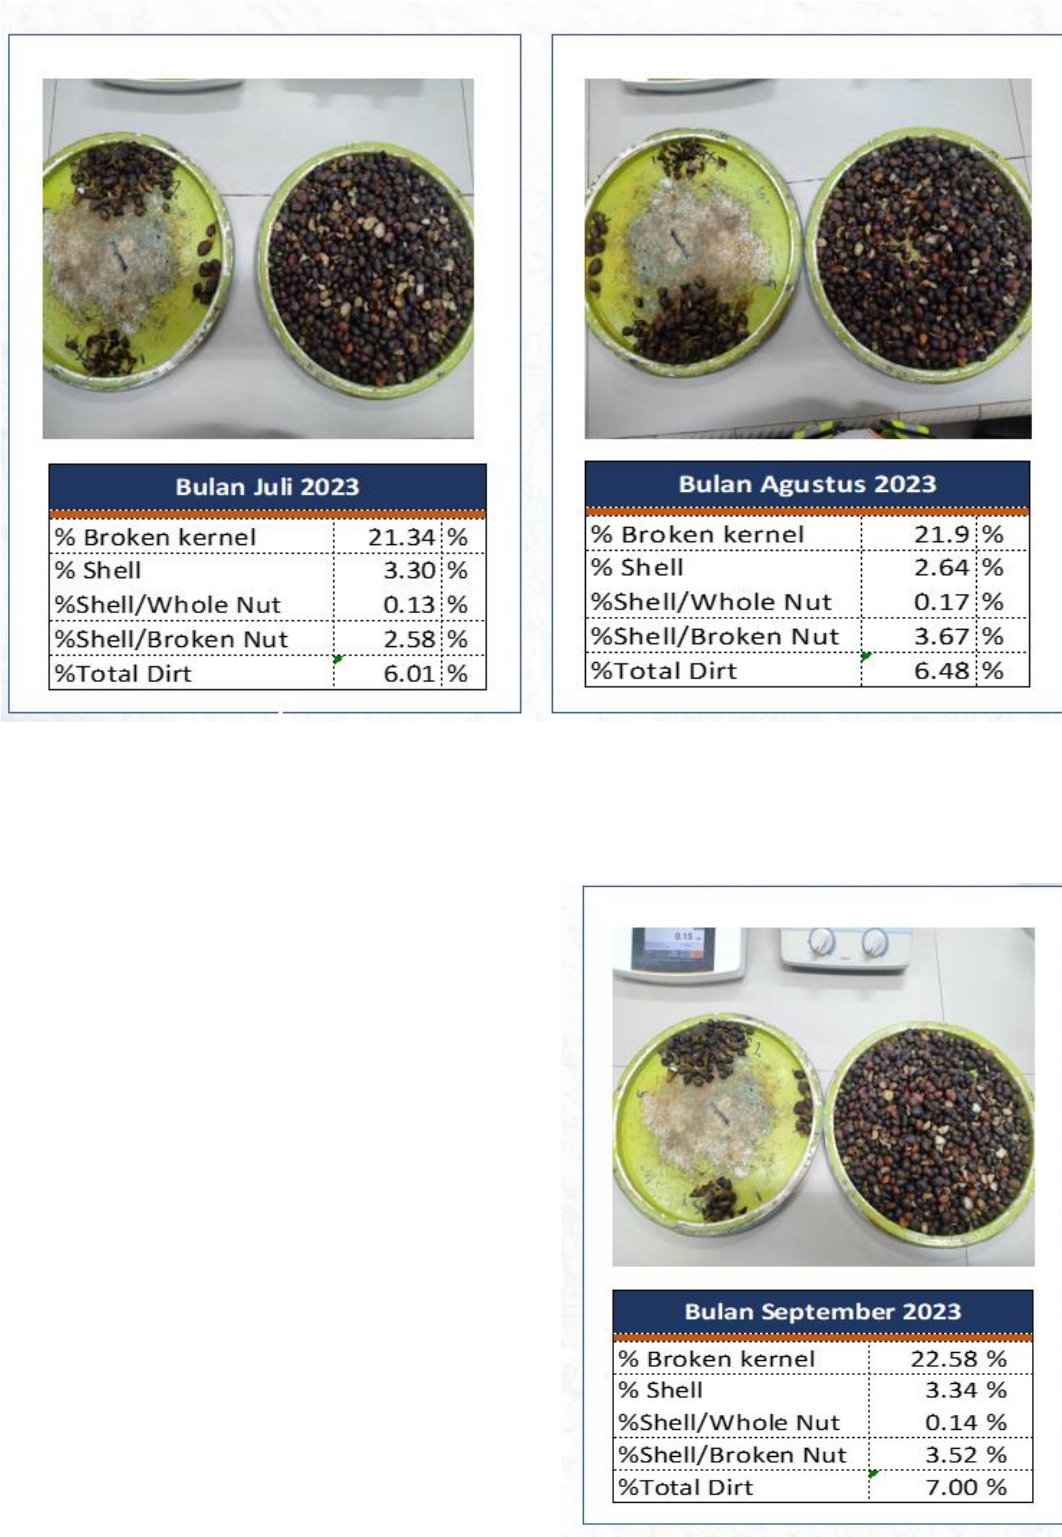 Bulan Juli 2023
% Broken kernel 21.34 %
% Shell 3.30 %
%Shell/Whole Nut 0.13 %
%Shell/Broken Nut 2.58 %
%Total Dirt 6.01 %
Bulan Agustus 2023
% Broken kernel 21.9 %
% Shell 2.64 %
%Shell/Whole Nut 0.17 %
%Shell/Broken Nut 3.67 %
%Total Dirt 6.48 %
0.15
Bulan September 2023
% Broken kernel 22.58 %
% Shell 3.34 %
%Shell/Whole Nut 0.14 %
%Shell/Broken Nut 3.52 %
%Total Dirt 7.00 %